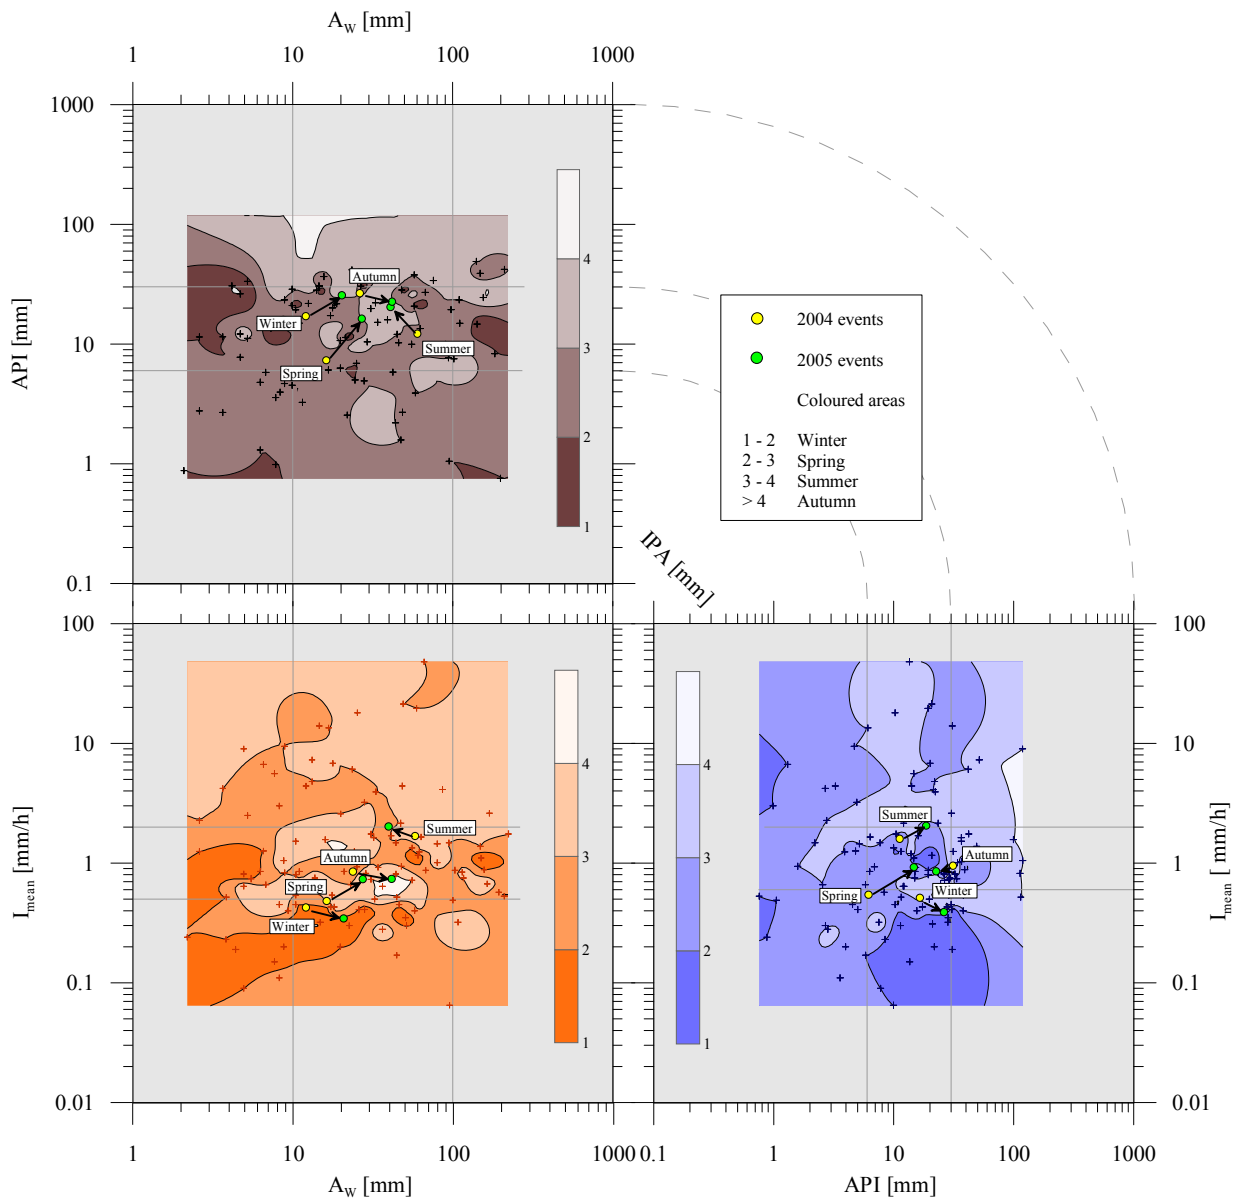 A_W [mm]
1 10 100 1000
1000
100
10
1
0.1
API [mm]
Autumn
Winter
Summer
Spring
4
3
2
1
2004 events
2005 events
Coloured areas
1 - 2 Winter
2 - 3 Spring
3 - 4 Summer
> 4 Autumn
IPA [mm]
100
10
1
0.1
0.01
I_mean [mm/h]
Summer
Autumn
Spring
Winter
4
3
2
1
1 10 100 1000
A_W [mm]
Summer
Autumn
Spring
Winter
4
3
2
1
100
10
1
0.1
0.01
I_mean [ mm/h]
0.1 1 10 100 1000
API [mm]